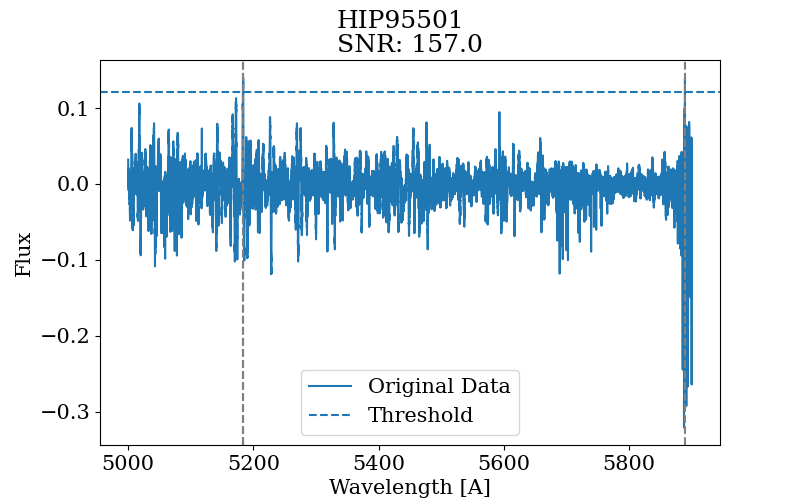 HIP95501
SNR: 157.0
0.1
0.0
−0.1
−0.2
−0.3
Flux
Original Data
Threshold
5000 5200 5400 5600 5800
Wavelength [A]